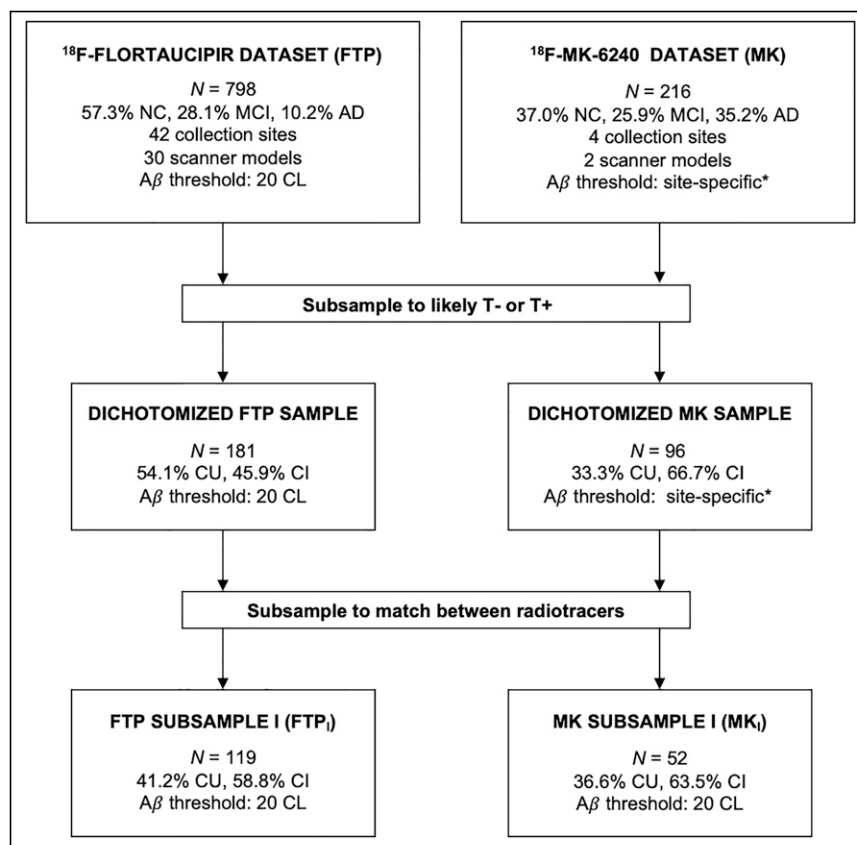 ¹⁸F-FLORTAUCIPIR DATASET (FTP)
N = 798
57.3% NC, 28.1% MCI, 10.2% AD
42 collection sites
30 scanner models
Aβ threshold: 20 CL
¹⁸F-MK-6240 DATASET (MK)
N = 216
37.0% NC, 25.9% MCI, 35.2% AD
4 collection sites
2 scanner models
Aβ threshold: site-specific*
Subsample to likely T- or T+
DICHOTOMIZED FTP SAMPLE
N = 181
54.1% CU, 45.9% CI
Aβ threshold: 20 CL
DICHOTOMIZED MK SAMPLE
N = 96
33.3% CU, 66.7% CI
Aβ threshold: site-specific*
Subsample to match between radiotracers
FTP SUBSAMPLE I (FTPI)
N = 119
41.2% CU, 58.8% CI
Aβ threshold: 20 CL
MK SUBSAMPLE I (MKI)
N = 52
36.6% CU, 63.5% CI
Aβ threshold: 20 CL